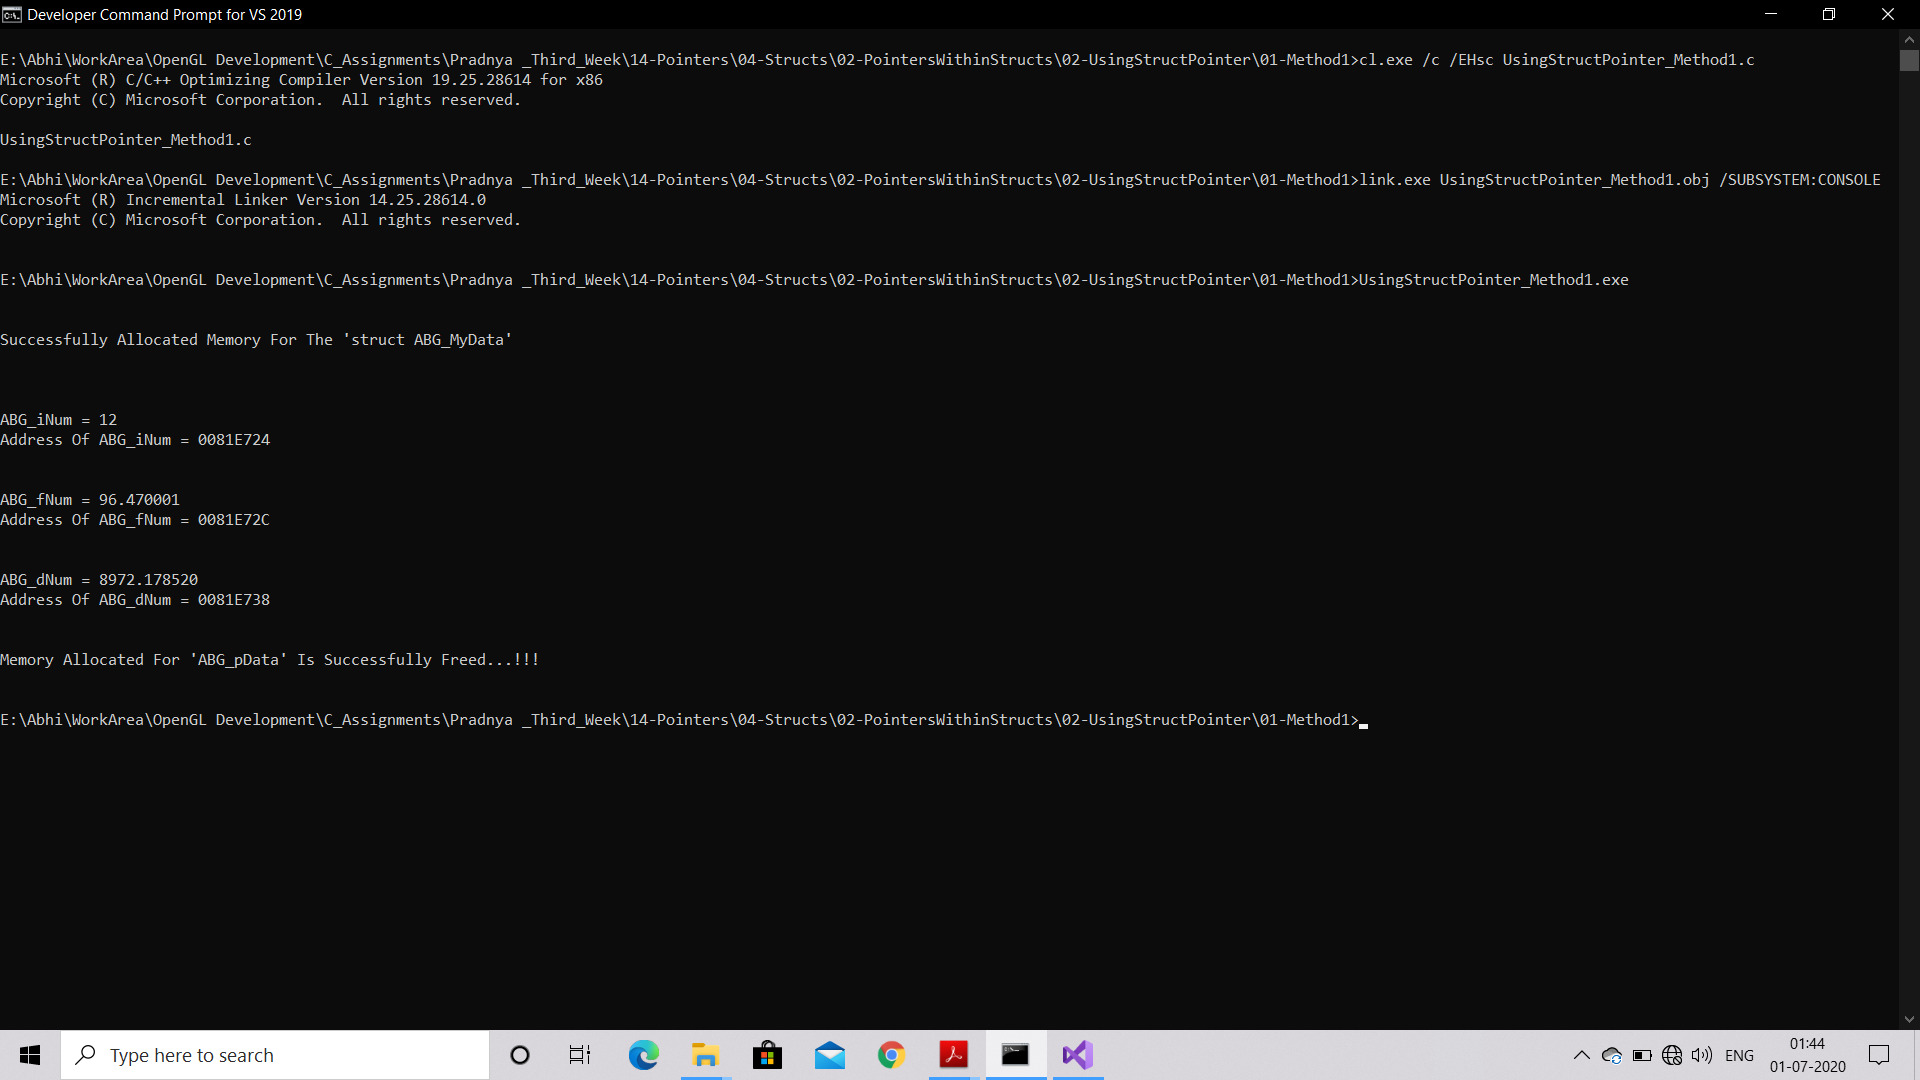 Developer Command Prompt for VS 2019
E:\Abhi\WorkArea\OpenGL Development\C_Assignments\Pradnya _Third_Week\14-Pointers\04-Structs\02-PointersWithinStructs\02-UsingStructPointer\01-Method1>cl.exe /c /EHsc UsingStructPointer_Method1.c
Microsoft (R) C/C++ Optimizing Compiler Version 19.25.28614 for x86
Copyright (C) Microsoft Corporation.  All rights reserved.
UsingStructPointer_Method1.c
E:\Abhi\WorkArea\OpenGL Development\C_Assignments\Pradnya _Third_Week\14-Pointers\04-Structs\02-PointersWithinStructs\02-UsingStructPointer\01-Method1>link.exe UsingStructPointer_Method1.obj /SUBSYSTEM:CONSOLE
Microsoft (R) Incremental Linker Version 14.25.28614.0
Copyright (C) Microsoft Corporation.  All rights reserved.
E:\Abhi\WorkArea\OpenGL Development\C_Assignments\Pradnya _Third_Week\14-Pointers\04-Structs\02-PointersWithinStructs\02-UsingStructPointer\01-Method1>UsingStructPointer_Method1.exe
Successfully Allocated Memory For The 'struct ABG_MyData'
ABG_iNum = 12
Address Of ABG_iNum = 0081E724
ABG_fNum = 96.470001
Address Of ABG_fNum = 0081E72C
ABG_dNum = 8972.178520
Address Of ABG_dNum = 0081E738
Memory Allocated For 'ABG_pData' Is Successfully Freed...!!!
E:\Abhi\WorkArea\OpenGL Development\C_Assignments\Pradnya _Third_Week\14-Pointers\04-Structs\02-PointersWithinStructs\02-UsingStructPointer\01-Method1>
Type here to search
ENG
01:44
01-07-2020